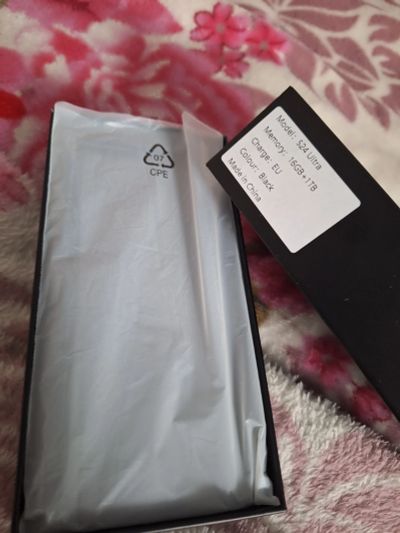 07
CPE
Model: S24 Ultra
Memory: 16GB+1TB
Charge: EU
Colour: Black
Made in China